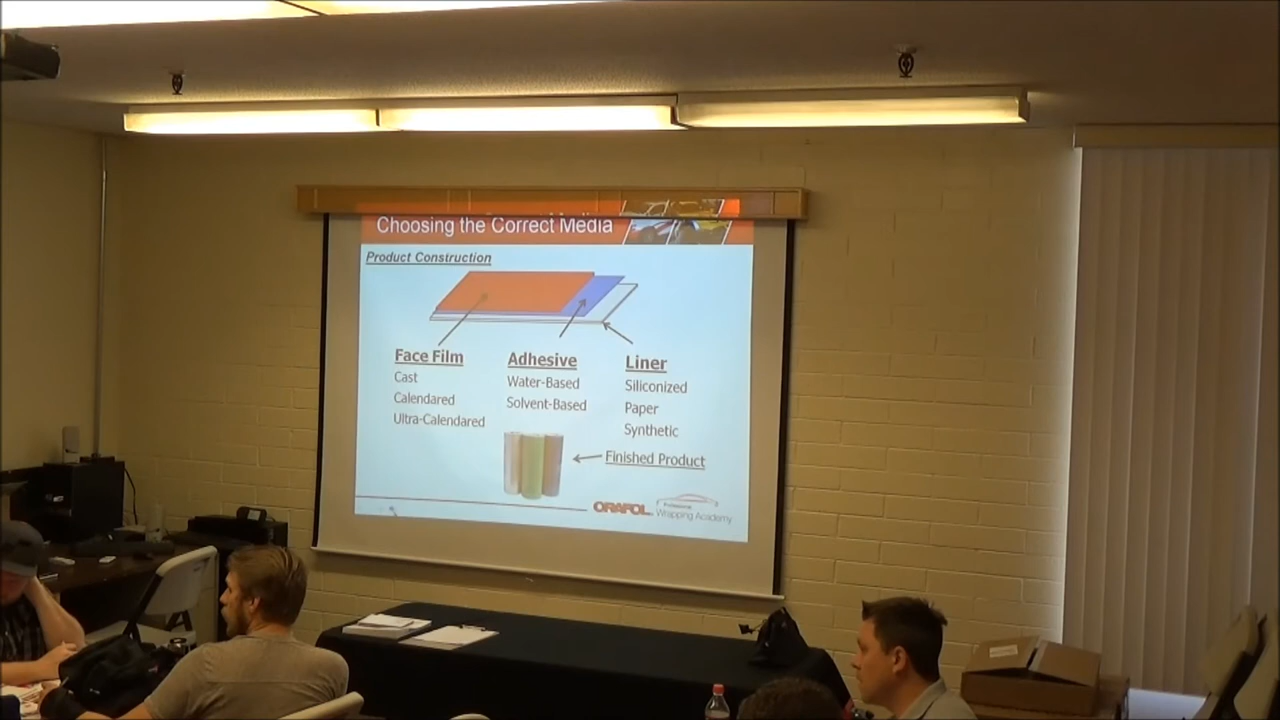 Choosing the Correct Media
Product Construction
Face Film
Cast
Calendared
Ultra-Calendared
Adhesive
Water-Based
Solvent-Based
Liner
Siliconized
Paper
Synthetic
Finished Product
ORAFOL
Professional
Wrapping Academy